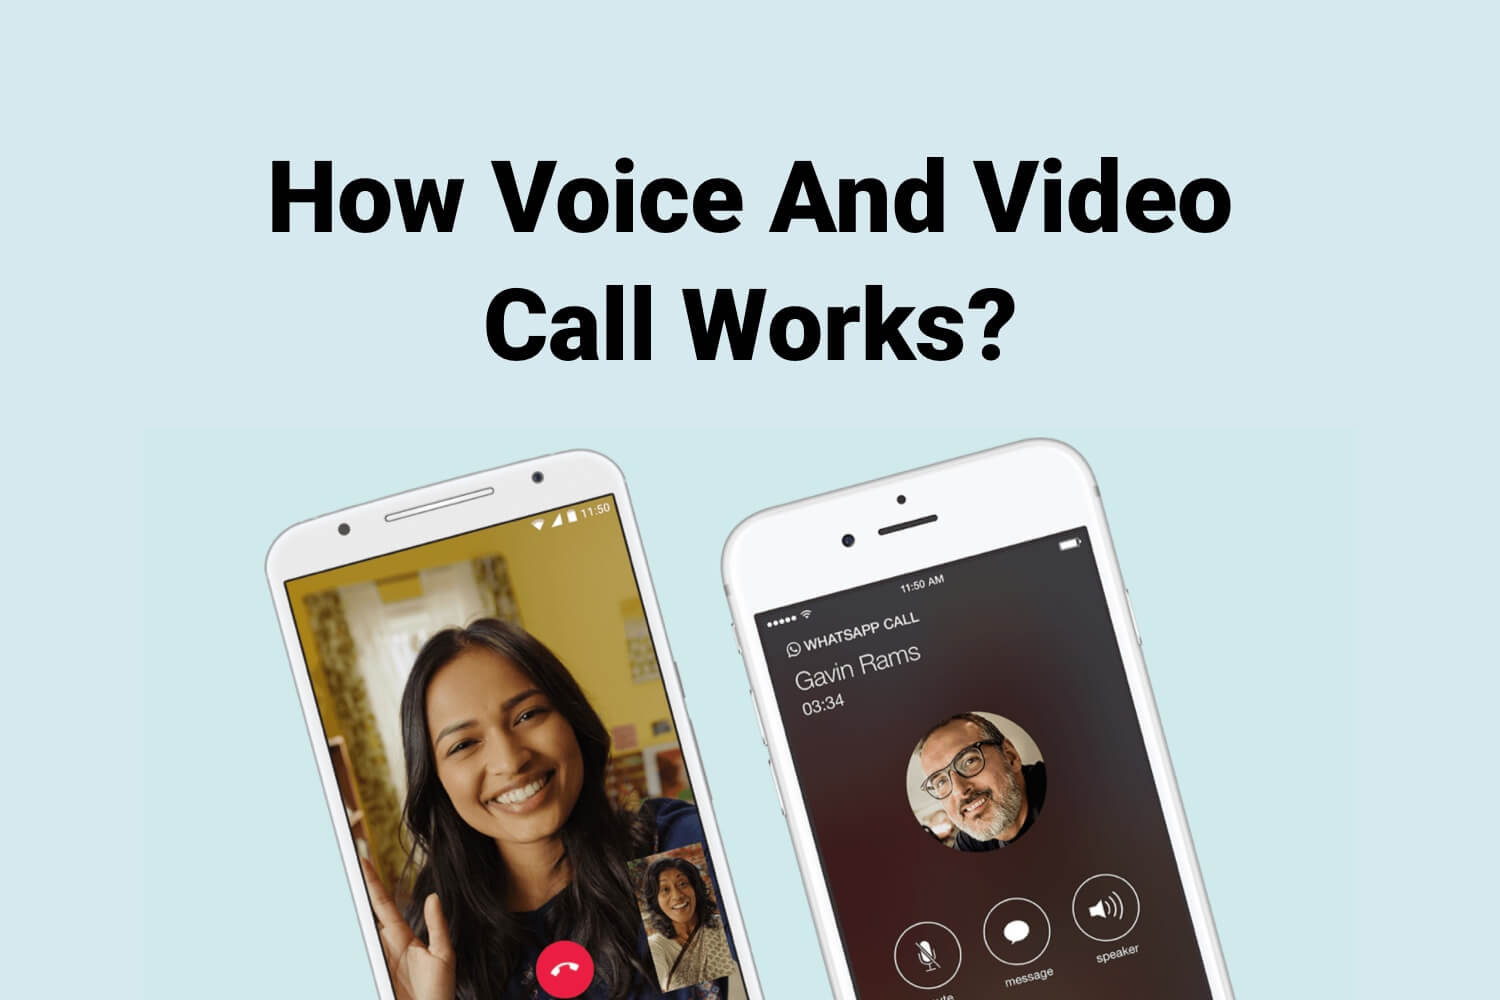 How Voice And Video
Call Works?
11:50
11:50 AM
WHATSAPP CALL
Gavin Rams
03:34
message
speaker